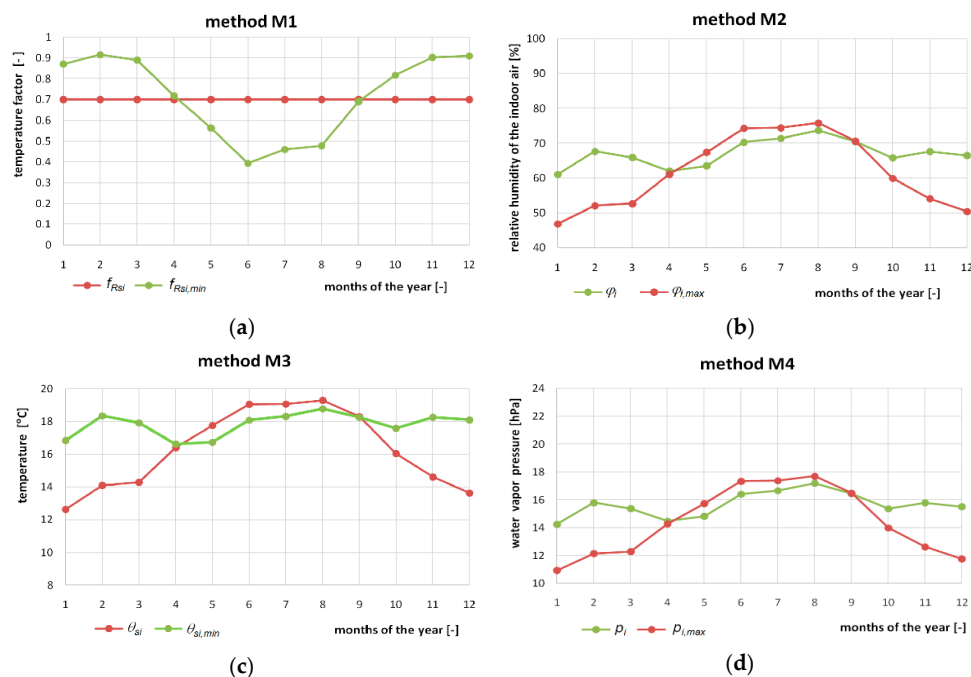 method M1
temperature factor [-]
1
0.9
0.8
0.7
0.6
0.5
0.4
0.3
0.2
0.1
0
1 2 3 4 5 6 7 8 9 10 11 12
fRsi fRsi,min months of the year [-]
(a)
method M2
relative humidity of the indoor air [%]
100
90
80
70
60
50
40
1 2 3 4 5 6 7 8 9 10 11 12
months of the year [-]
φi φi,max
(b)
method M3
temperature [°C]
20
18
16
14
12
10
8
1 2 3 4 5 6 7 8 9 10 11 12
θsi θsi,min months of the year [-]
(c)
method M4
water vapor pressure [hPa]
24
22
20
18
16
14
12
10
1 2 3 4 5 6 7 8 9 10 11 12
pi pi,max months of the year [-]
(d)